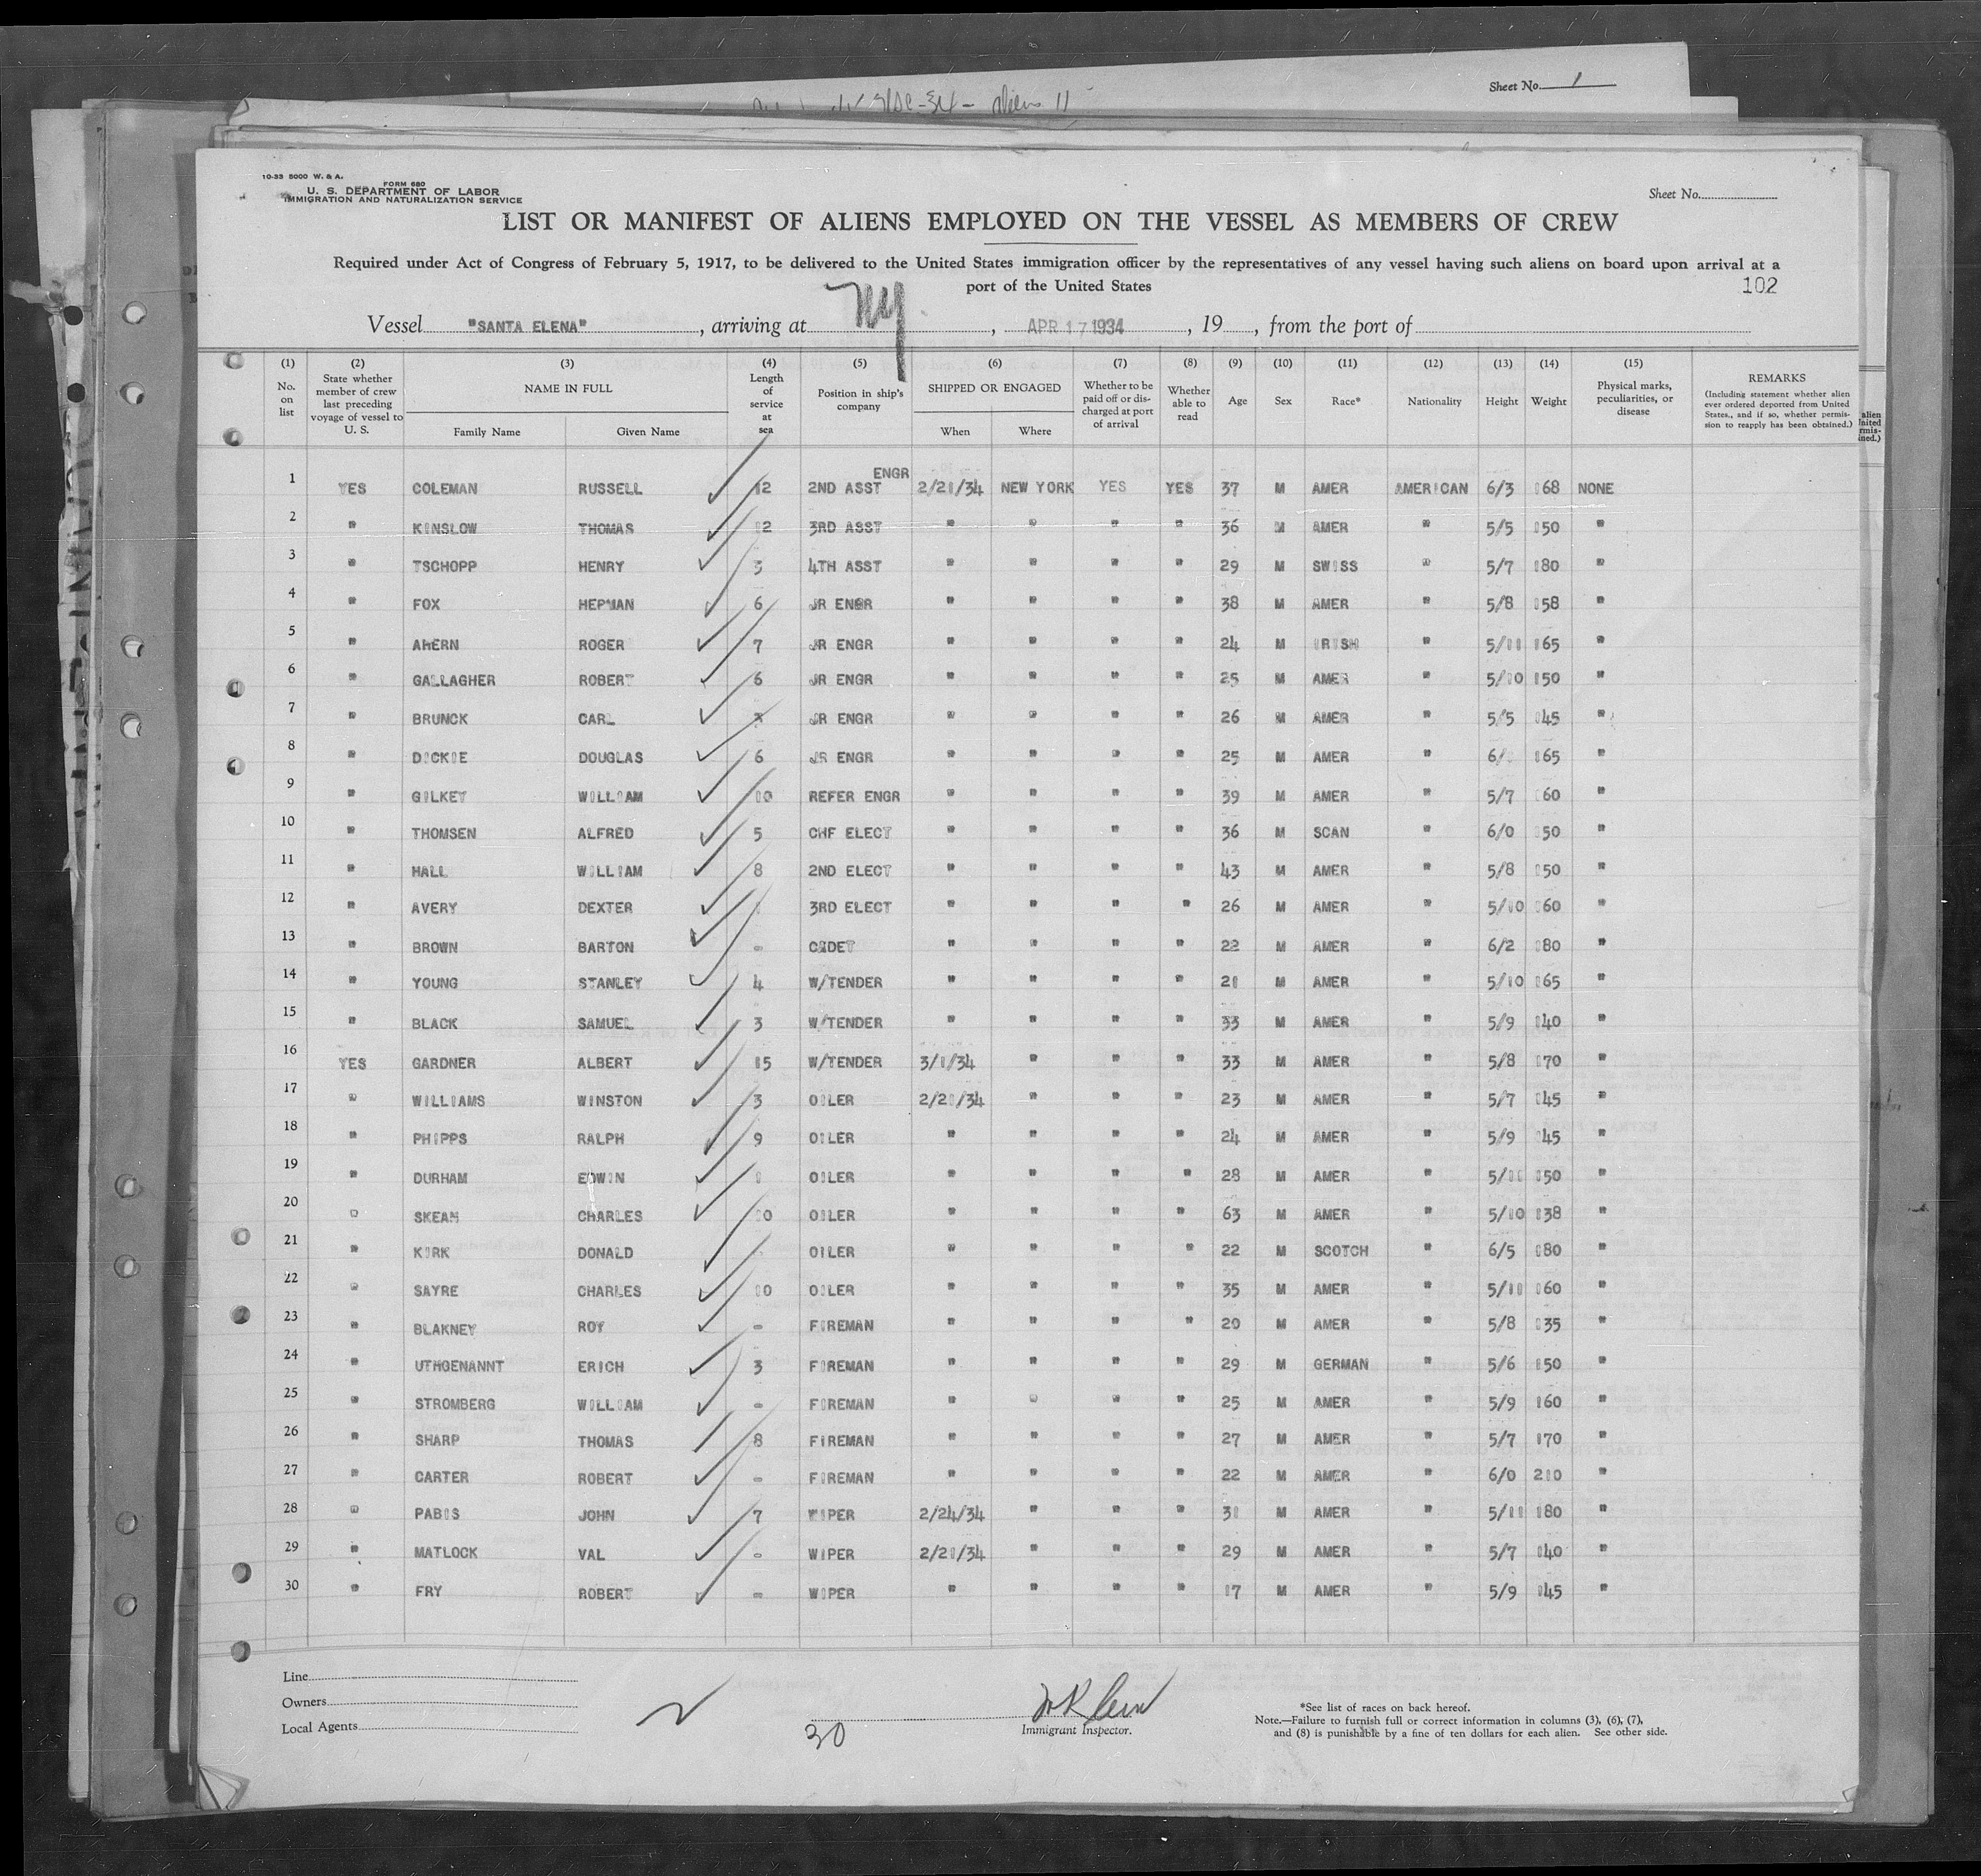 Sheet No. 1
10-33 5000 W. & A.
FORM 680
U. S. DEPARTMENT OF LABOR
IMMIGRATION AND NATURALIZATION SERVICE
Sheet No.
LIST OR MANIFEST OF ALIENS EMPLOYED ON THE VESSEL AS MEMBERS OF CREW
Required under Act of Congress of February 5, 1917, to be delivered to the United States immigration officer by the representatives of any vessel having such aliens on board upon arrival at a
port of the United States
102
Vessel "SANTA ELENA", arriving at NY, APR 17 1934, 19, from the port of
(1) No. on list (2) State whether member of crew last preceding voyage of vessel to U. S. (3) NAME IN FULL Family Name Given Name (4) Length of service at sea (5) Position in ship's company (6) SHIPPED OR ENGAGED When Where (7) Whether to be paid off or discharged at port of arrival (8) Whether able to read (9) Age (10) Sex (11) Race* (12) Nationality (13) Height (14) Weight (15) Physical marks, peculiarities, or disease REMARKS (Including statement whether alien ever ordered deported from United States, and if so, whether permission to reapply has been obtained.)
1 YES COLEMAN RUSSELL 12 2ND ASST ENGR 2/21/34 NEW YORK YES YES 37 M AMER AMERICAN 6/3 168 NONE
2 " KINSLOW THOMAS 12 3RD ASST " " " " 36 M AMER " 5/5 150 "
3 " TSCHOPP HENRY 3 4TH ASST " " " " 29 M SWISS " 5/7 180 "
4 " FOX HERMAN 6 JR ENGR " " " " 38 M AMER " 5/8 158 "
5 " AHERN ROGER 7 JR ENGR " " " " 24 M IRISH " 5/11 165 "
6 " GALLAGHER ROBERT 6 JR ENGR " " " " 25 M AMER " 5/10 150 "
7 " BRUNCK CARL 3 JR ENGR " " " " 26 M AMER " 5/5 145 "
8 " DICKIE DOUGLAS 6 JR ENGR " " " " 25 M AMER " 6/ 165 "
9 " GILKEY WILLIAM 10 REFER ENGR " " " " 39 M AMER " 5/7 160 "
10 " THOMSEN ALFRED 5 CHF ELECT " " " " 36 M SCAN " 6/0 150 "
11 " HALL WILLIAM 8 2ND ELECT " " " " 43 M AMER " 5/8 150 "
12 " AVERY DEXTER 1 3RD ELECT " " " " 26 M AMER " 5/10 160 "
13 " BROWN BARTON - CADET " " " " 22 M AMER " 6/2 180 "
14 " YOUNG STANLEY 4 W/TENDER " " " " 21 M AMER " 5/10 165 "
15 " BLACK SAMUEL 3 W/TENDER " " " " 33 M AMER " 5/9 140 "
16 YES GARDNER ALBERT 15 W/TENDER 3/1/34 " " " 33 M AMER " 5/8 170 "
17 " WILLIAMS WINSTON 3 OILER 2/21/34 " " " 23 M AMER " 5/7 145 "
18 " PHIPPS RALPH 9 OILER " " " " 24 M AMER " 5/9 145 "
19 " DURHAM EDWIN 1 OILER " " " " 28 M AMER " 5/11 150 "
20 " SKEAN CHARLES 10 OILER " " " " 63 M AMER " 5/10 138 "
21 " KIRK DONALD - OILER " " " " 22 M SCOTCH " 6/5 180 "
22 " SAYRE CHARLES 10 OILER " " " " 35 M AMER " 5/11 160 "
23 " BLAKNEY ROY - FIREMAN " " " " 20 M AMER " 5/8 135 "
24 " UTHGENANNT ERICH 3 FIREMAN " " " " 29 M GERMAN " 5/6 150 "
25 " STROMBERG WILLIAM - FIREMAN " " " " 25 M AMER " 5/9 160 "
26 " SHARP THOMAS 8 FIREMAN " " " " 27 M AMER " 5/7 170 "
27 " CARTER ROBERT - FIREMAN " " " " 22 M AMER " 6/0 210 "
28 " PABIS JOHN 7 WIPER 2/24/34 " " " 31 M AMER " 5/11 180 "
29 " MATLOCK VAL - WIPER 2/21/34 " " " 29 M AMER " 5/7 140 "
30 " FRY ROBERT - WIPER " " " " 17 M AMER " 5/9 145 "
Line
Owners
Local Agents
30
Klein
Immigrant Inspector.
*See list of races on back hereof.
Note.—Failure to furnish full or correct information in columns (3), (6), (7),
and (8) is punishable by a fine of ten dollars for each alien. See other side.